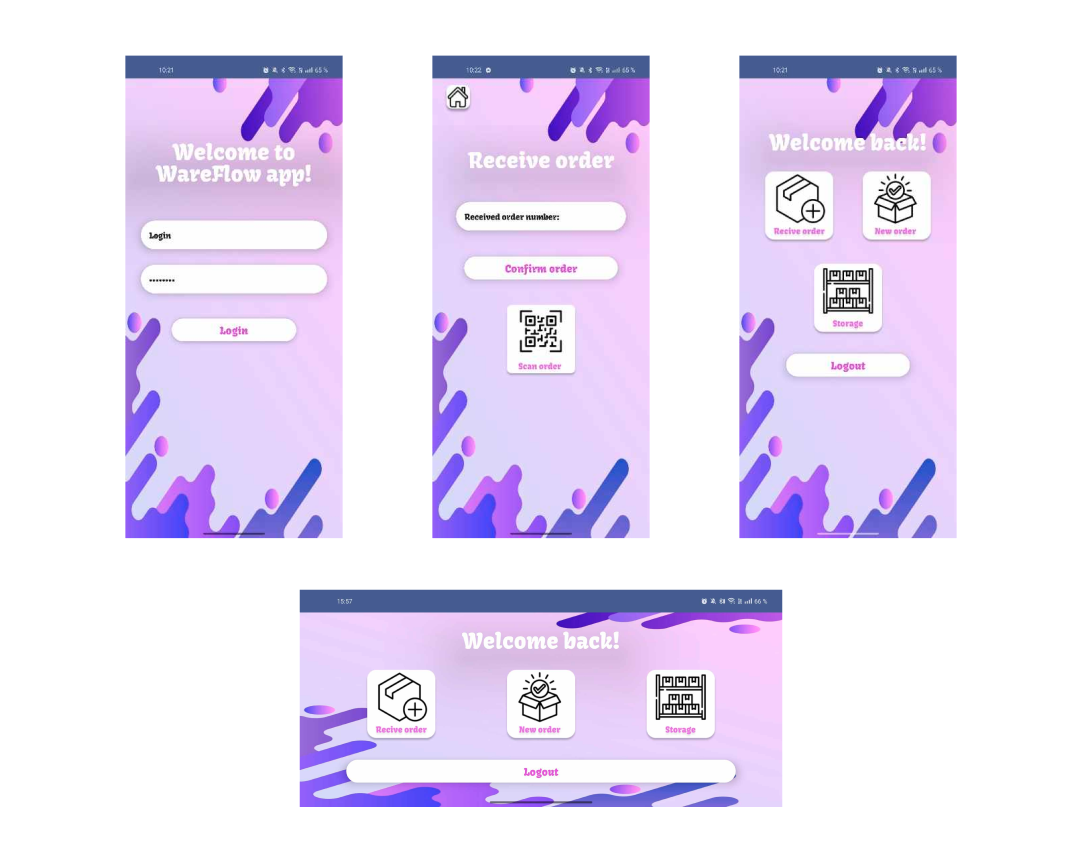 10:21
65 %
Welcome to
WareFlow app!
Login
••••••••
Login
10:22
65 %
Receive order
Received order number:
Confirm order
Scan order
10:21
65 %
Welcome back!
Recive order
New order
Storage
Logout
15:57
66 %
Welcome back!
Recive order
New order
Storage
Logout